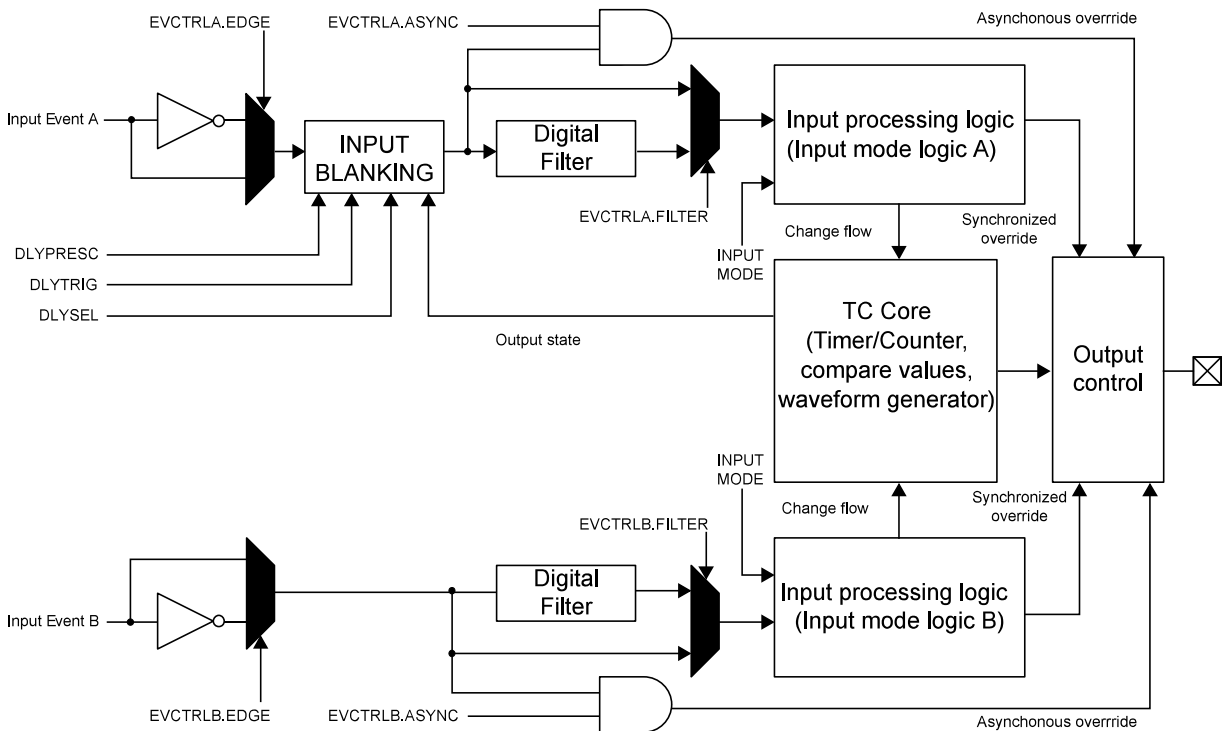 EVCTRLA.EDGE
EVCTRLA.ASYNC
Asynchonous overrride
Input Event A
INPUT
BLANKING
Digital
Filter
Input processing logic
(Input mode logic A)
EVCTRLA.FILTER
DLYPRESC
DLYTRIG
DLYSEL
INPUT
MODE
Change flow
Synchronized
override
Output state
TC Core
(Timer/Counter,
compare values,
waveform generator)
Output
control
INPUT
MODE
Change flow
Synchronized
override
EVCTRLB.FILTER
Input Event B
Digital
Filter
Input processing logic
(Input mode logic B)
EVCTRLB.EDGE
EVCTRLB.ASYNC
Asynchonous overrride